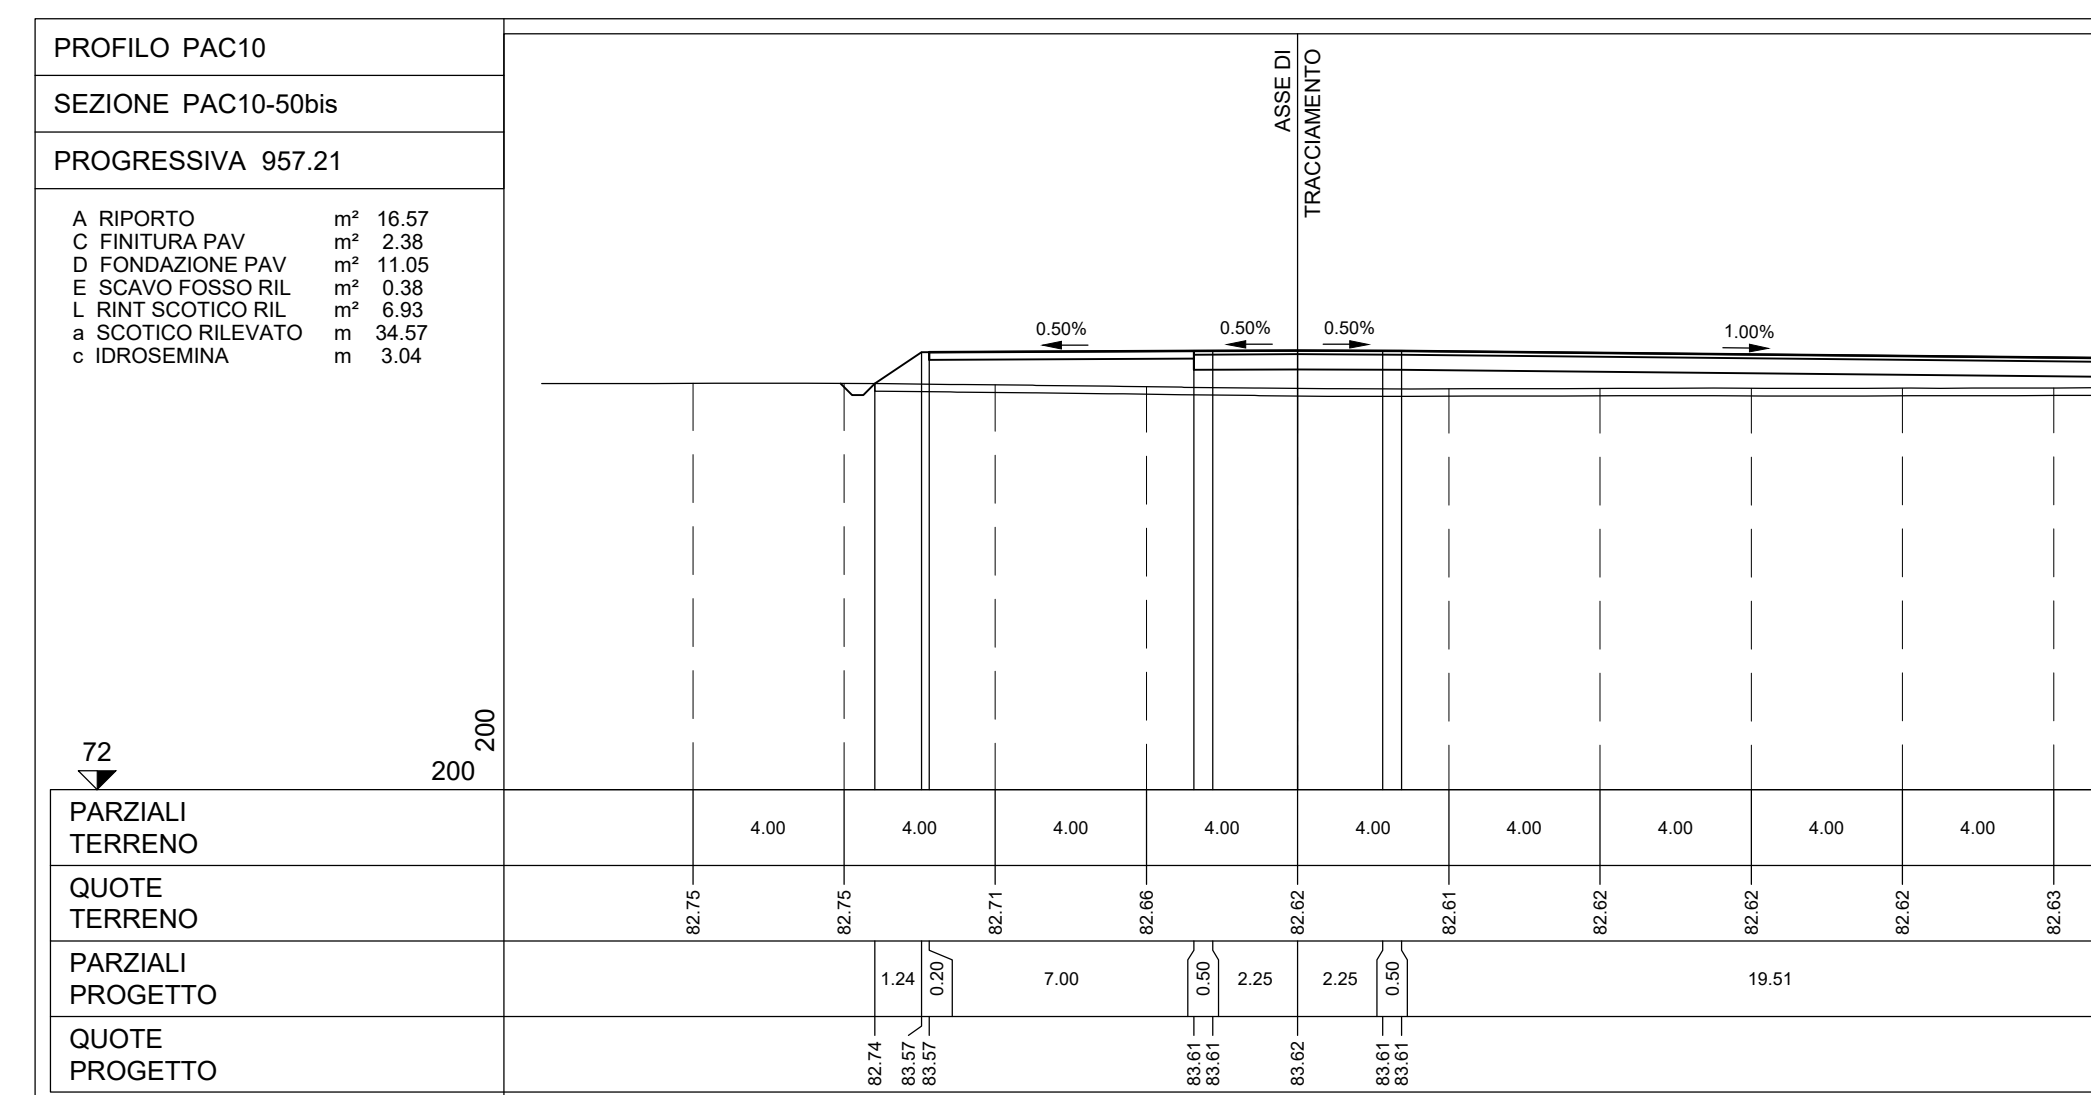 PROFILO PAC10
SEZIONE PAC10-50bis
PROGRESSIVA 957.21
A RIPORTO m² 16.57
C FINITURA PAV m² 2.38
D FONDAZIONE PAV m² 11.05
E SCAVO FOSSO RIL m² 0.38
L RINT SCOTICO RIL m² 6.93
a SCOTICO RILEVATO m 34.57
c IDROSEMINA m 3.04
ASSE DI
TRACCIAMENTO
0.50% 0.50% 0.50% 1.00%
72
200
200
PARZIALI
TERRENO
4.00 4.00 4.00 4.00 4.00 4.00 4.00 4.00 4.00
QUOTE
TERRENO
82.75 82.75 82.71 82.66 82.62 82.61 82.62 82.62 82.62 82.63
PARZIALI
PROGETTO
1.24 0.20 7.00 0.50 2.25 2.25 0.50 19.51
QUOTE
PROGETTO
82.74 83.57 83.57 83.61 83.61 83.62 83.61 83.61